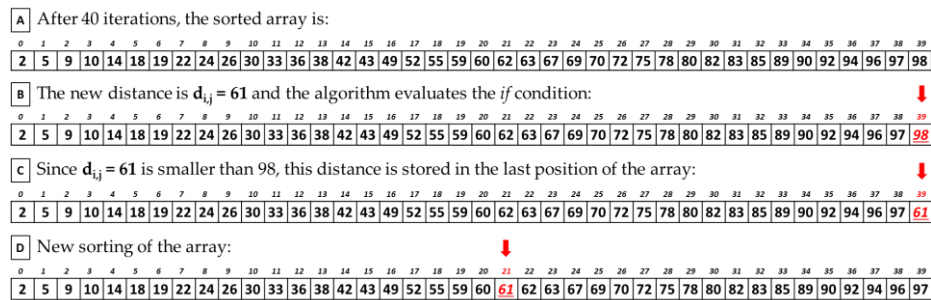 A After 40 iterations, the sorted array is:
0 1 2 3 4 5 6 7 8 9 10 11 12 13 14 15 16 17 18 19 20 21 22 23 24 25 26 27 28 29 30 31 32 33 34 35 36 37 38 39
2 5 9 10 14 18 19 22 24 26 30 33 36 38 42 43 49 52 55 59 60 62 63 67 69 70 72 75 78 80 82 83 85 89 90 92 94 96 97 98
B The new distance is d_{i,j} = 61 and the algorithm evaluates the if condition:
0 1 2 3 4 5 6 7 8 9 10 11 12 13 14 15 16 17 18 19 20 21 22 23 24 25 26 27 28 29 30 31 32 33 34 35 36 37 38 39
2 5 9 10 14 18 19 22 24 26 30 33 36 38 42 43 49 52 55 59 60 62 63 67 69 70 72 75 78 80 82 83 85 89 90 92 94 96 97 98
C Since d_{i,j} = 61 is smaller than 98, this distance is stored in the last position of the array:
0 1 2 3 4 5 6 7 8 9 10 11 12 13 14 15 16 17 18 19 20 21 22 23 24 25 26 27 28 29 30 31 32 33 34 35 36 37 38 39
2 5 9 10 14 18 19 22 24 26 30 33 36 38 42 43 49 52 55 59 60 62 63 67 69 70 72 75 78 80 82 83 85 89 90 92 94 96 97 61
D New sorting of the array:
0 1 2 3 4 5 6 7 8 9 10 11 12 13 14 15 16 17 18 19 20 21 22 23 24 25 26 27 28 29 30 31 32 33 34 35 36 37 38 39
2 5 9 10 14 18 19 22 24 26 30 33 36 38 42 43 49 52 55 59 60 61 62 63 67 69 70 72 75 78 80 82 83 85 89 90 92 94 96 97